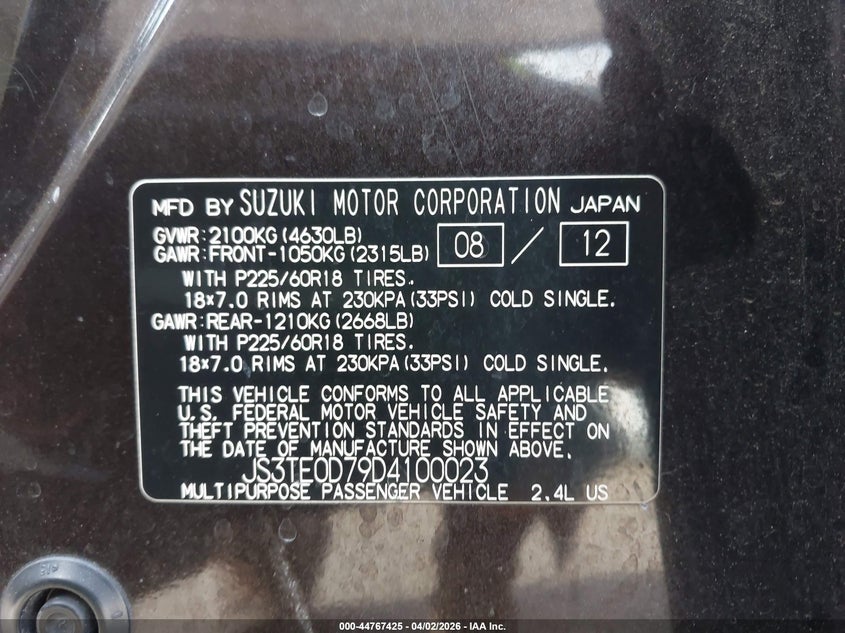 MFD BY SUZUKI MOTOR CORPORATION JAPAN
GVWR:2100KG(4630LB) 08 / 12
GAWR:FRONT-1050KG(2315LB)
WITH P225/60R18 TIRES.
18×7.0 RIMS AT 230KPA(33PSI) COLD SINGLE.
GAWR:REAR-1210KG(2668LB)
WITH P225/60R18 TIRES.
18×7.0 RIMS AT 230KPA(33PSI) COLD SINGLE.
THIS VEHICLE CONFORMS TO ALL APPLICABLE
U.S. FEDERAL MOTOR VEHICLE SAFETY AND
THEFT PREVENTION STANDARDS IN EFFECT ON
THE DATE OF MANUFACTURE SHOWN ABOVE.
JS3TE0D79D4100023
MULTIPURPOSE PASSENGER VEHICLE 2.4L US
000-44767425 - 04/02/2026 - IAA Inc.